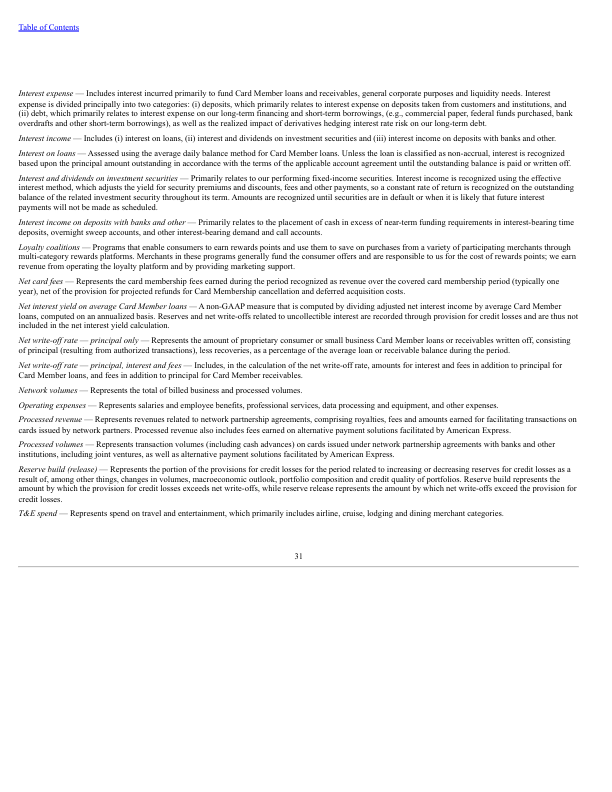 Table of Contents
Interest expense — Includes interest incurred primarily to fund Card Member loans and receivables, general corporate purposes and liquidity needs. Interest
expense is divided principally into two categories: (i) deposits, which primarily relates to interest expense on deposits taken from customers and institutions, and
(ii) debt, which primarily relates to interest expense on our long-term financing and short-term borrowings, (e.g., commercial paper, federal funds purchased, bank
overdrafts and other short-term borrowings), as well as the realized impact of derivatives hedging interest rate risk on our long-term debt.
Interest income — Includes (i) interest on loans, (ii) interest and dividends on investment securities and (iii) interest income on deposits with banks and other.
Interest on loans — Assessed using the average daily balance method for Card Member loans. Unless the loan is classified as non-accrual, interest is recognized
based upon the principal amount outstanding in accordance with the terms of the applicable account agreement until the outstanding balance is paid or written off.
Interest and dividends on investment securities — Primarily relates to our performing fixed-income securities. Interest income is recognized using the effective
interest method, which adjusts the yield for security premiums and discounts, fees and other payments, so a constant rate of return is recognized on the outstanding
balance of the related investment security throughout its term. Amounts are recognized until securities are in default or when it is likely that future interest
payments will not be made as scheduled.
Interest income on deposits with banks and other — Primarily relates to the placement of cash in excess of near-term funding requirements in interest-bearing time
deposits, overnight sweep accounts, and other interest-bearing demand and call accounts.
Loyalty coalitions — Programs that enable consumers to earn rewards points and use them to save on purchases from a variety of participating merchants through
multi-category rewards platforms. Merchants in these programs generally fund the consumer offers and are responsible to us for the cost of rewards points; we earn
revenue from operating the loyalty platform and by providing marketing support.
Net card fees — Represents the card membership fees earned during the period recognized as revenue over the covered card membership period (typically one
year), net of the provision for projected refunds for Card Membership cancellation and deferred acquisition costs.
Net interest yield on average Card Member loans — A non-GAAP measure that is computed by dividing adjusted net interest income by average Card Member
loans, computed on an annualized basis. Reserves and net write-offs related to uncollectible interest are recorded through provision for credit losses and are thus not
included in the net interest yield calculation.
Net write-off rate — principal only — Represents the amount of proprietary consumer or small business Card Member loans or receivables written off, consisting
of principal (resulting from authorized transactions), less recoveries, as a percentage of the average loan or receivable balance during the period.
Net write-off rate — principal, interest and fees — Includes, in the calculation of the net write-off rate, amounts for interest and fees in addition to principal for
Card Member loans, and fees in addition to principal for Card Member receivables.
Network volumes — Represents the total of billed business and processed volumes.
Operating expenses — Represents salaries and employee benefits, professional services, data processing and equipment, and other expenses.
Processed revenue — Represents revenues related to network partnership agreements, comprising royalties, fees and amounts earned for facilitating transactions on
cards issued by network partners. Processed revenue also includes fees earned on alternative payment solutions facilitated by American Express.
Processed volumes — Represents transaction volumes (including cash advances) on cards issued under network partnership agreements with banks and other
institutions, including joint ventures, as well as alternative payment solutions facilitated by American Express.
Reserve build (release) — Represents the portion of the provisions for credit losses for the period related to increasing or decreasing reserves for credit losses as a
result of, among other things, changes in volumes, macroeconomic outlook, portfolio composition and credit quality of portfolios. Reserve build represents the
amount by which the provision for credit losses exceeds net write-offs, while reserve release represents the amount by which net write-offs exceed the provision for
credit losses.
T&E spend — Represents spend on travel and entertainment, which primarily includes airline, cruise, lodging and dining merchant categories.
31